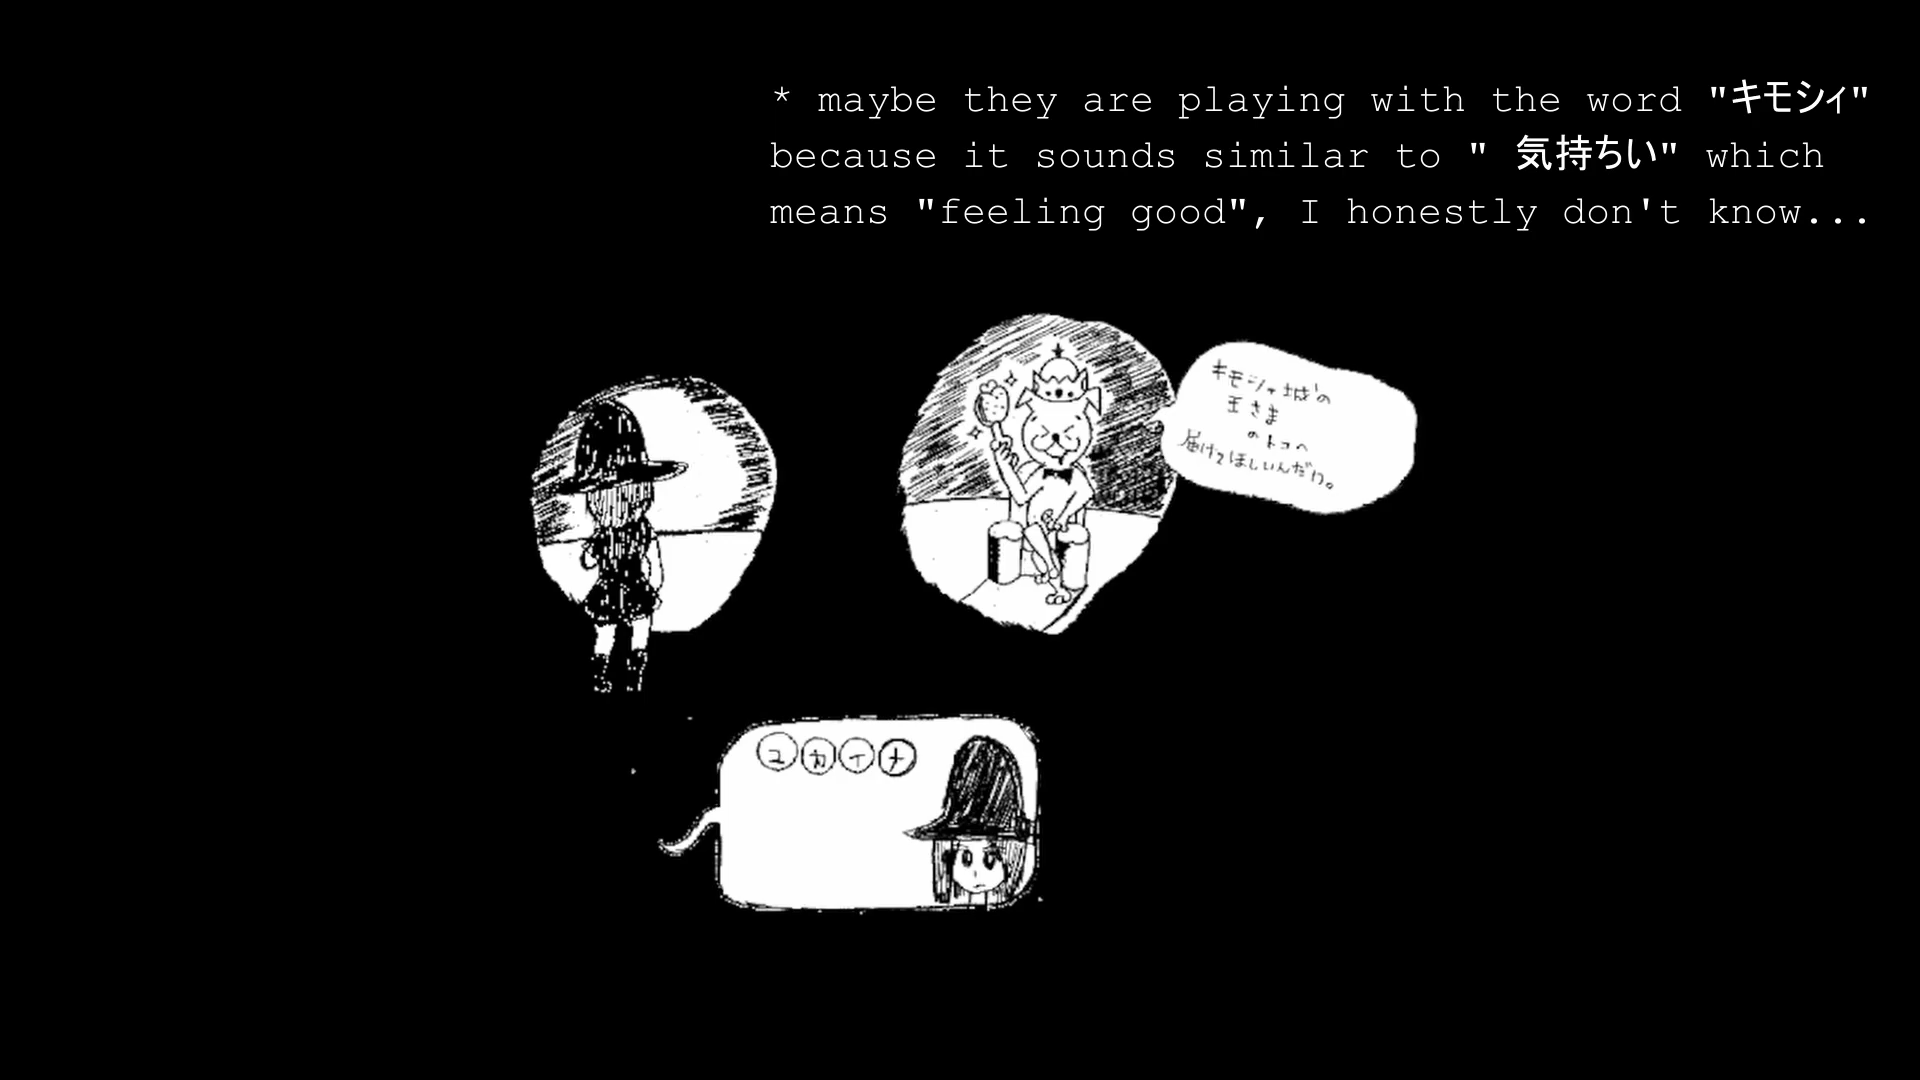 * maybe they are playing with the word "キモシィ"
because it sounds similar to " 気持ちい" which
means "feeling good", I honestly don't know...
キモシャ城の
王さま
のトコへ
届けてほしいんだわ。
ユカイナ